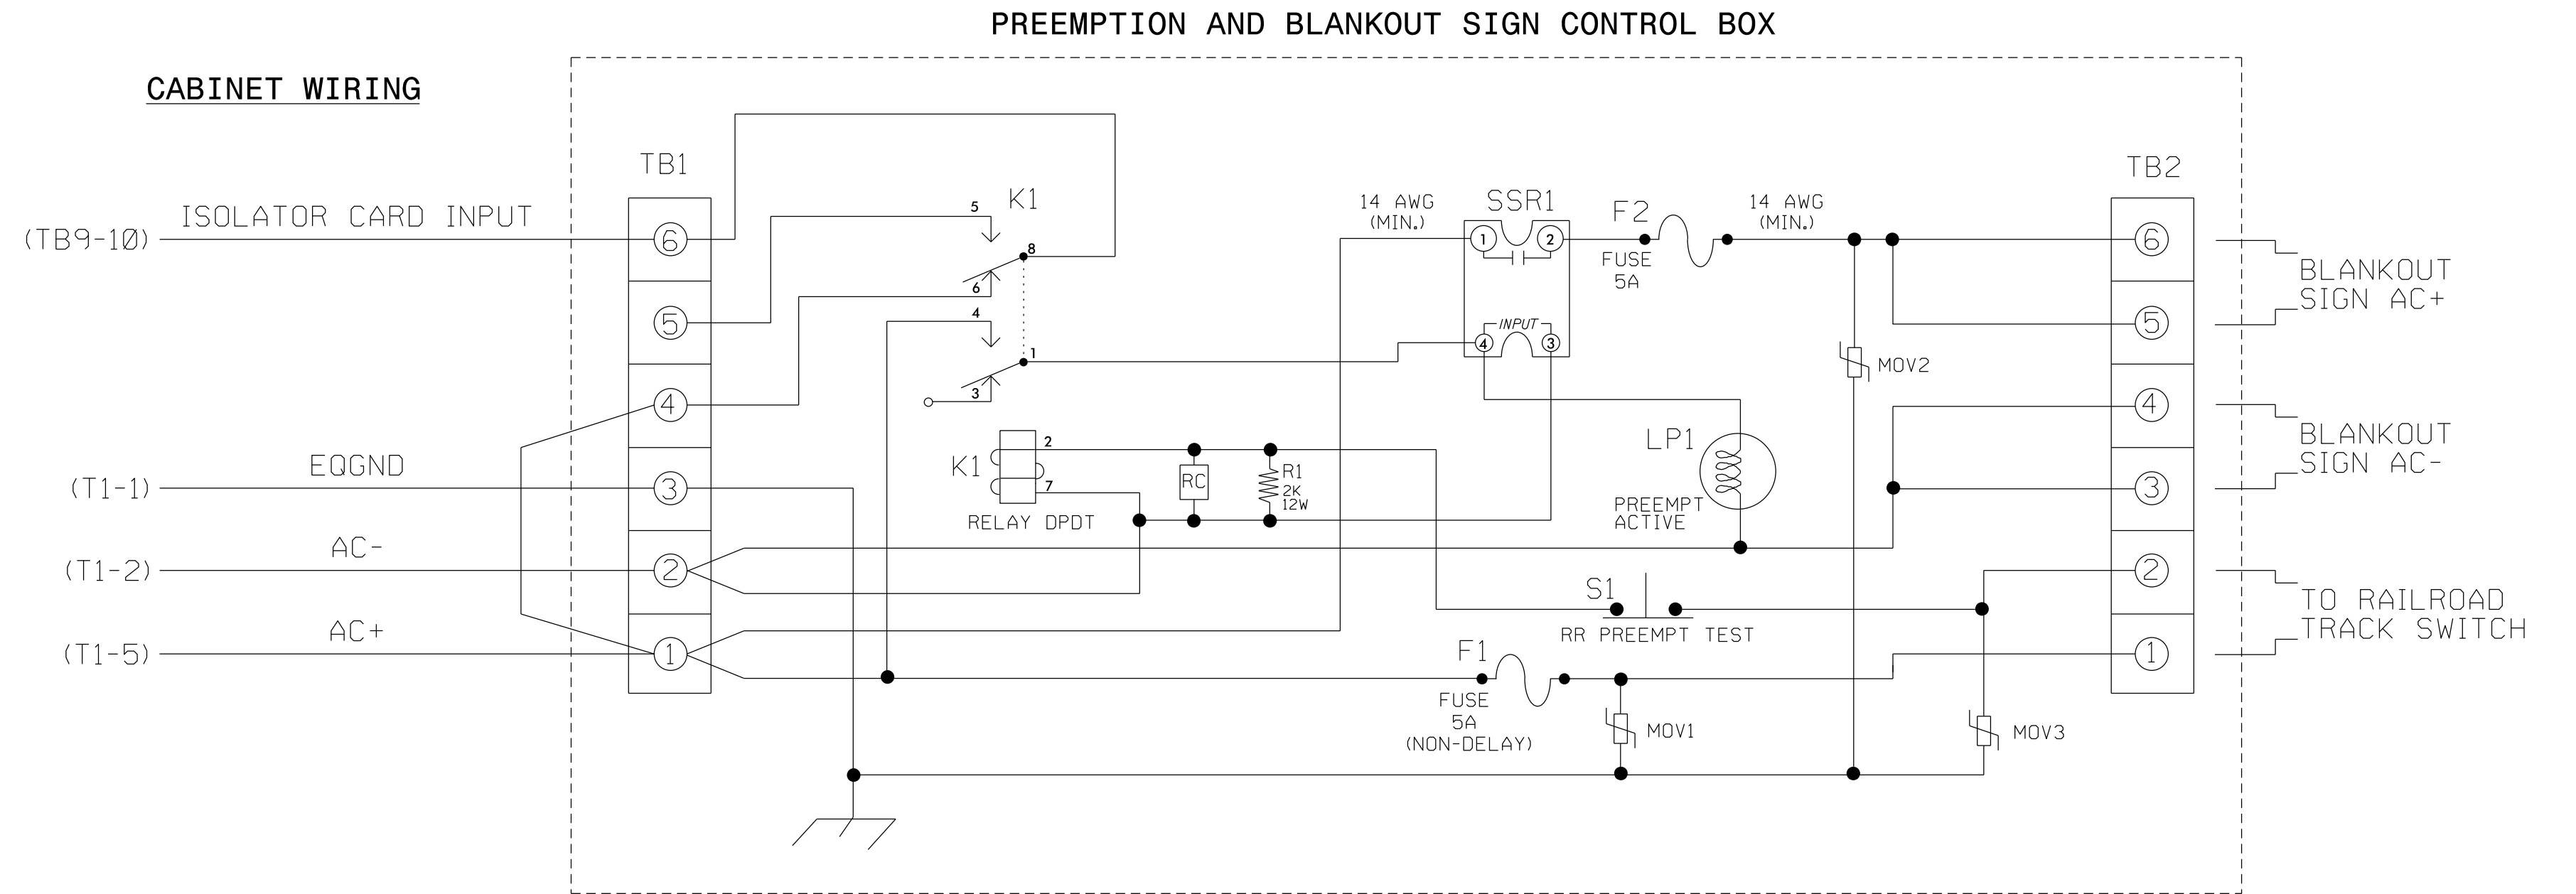 PREEMPTION AND BLANKOUT SIGN CONTROL BOX
CABINET WIRING
TB1
TB2
K1
SSR1
F2
14 AWG
(MIN.)
14 AWG
(MIN.)
ISOLATOR CARD INPUT
(TB9-10)
6
5
8
1
2
6
FUSE
5A
BLANKOUT
SIGN AC+
6
5
4
INPUT
5
1
4
3
MOV2
3
4
4
2
K1
7
RELAY DPDT
RC
R1
2K
12W
LP1
PREEMPT
ACTIVE
BLANKOUT
SIGN AC-
EQGND
(T1-1)
3
3
AC-
(T1-2)
2
2
S1
RR PREEMPT TEST
TO RAILROAD
TRACK SWITCH
AC+
(T1-5)
1
1
F1
FUSE
5A
(NON-DELAY)
MOV1
MOV3